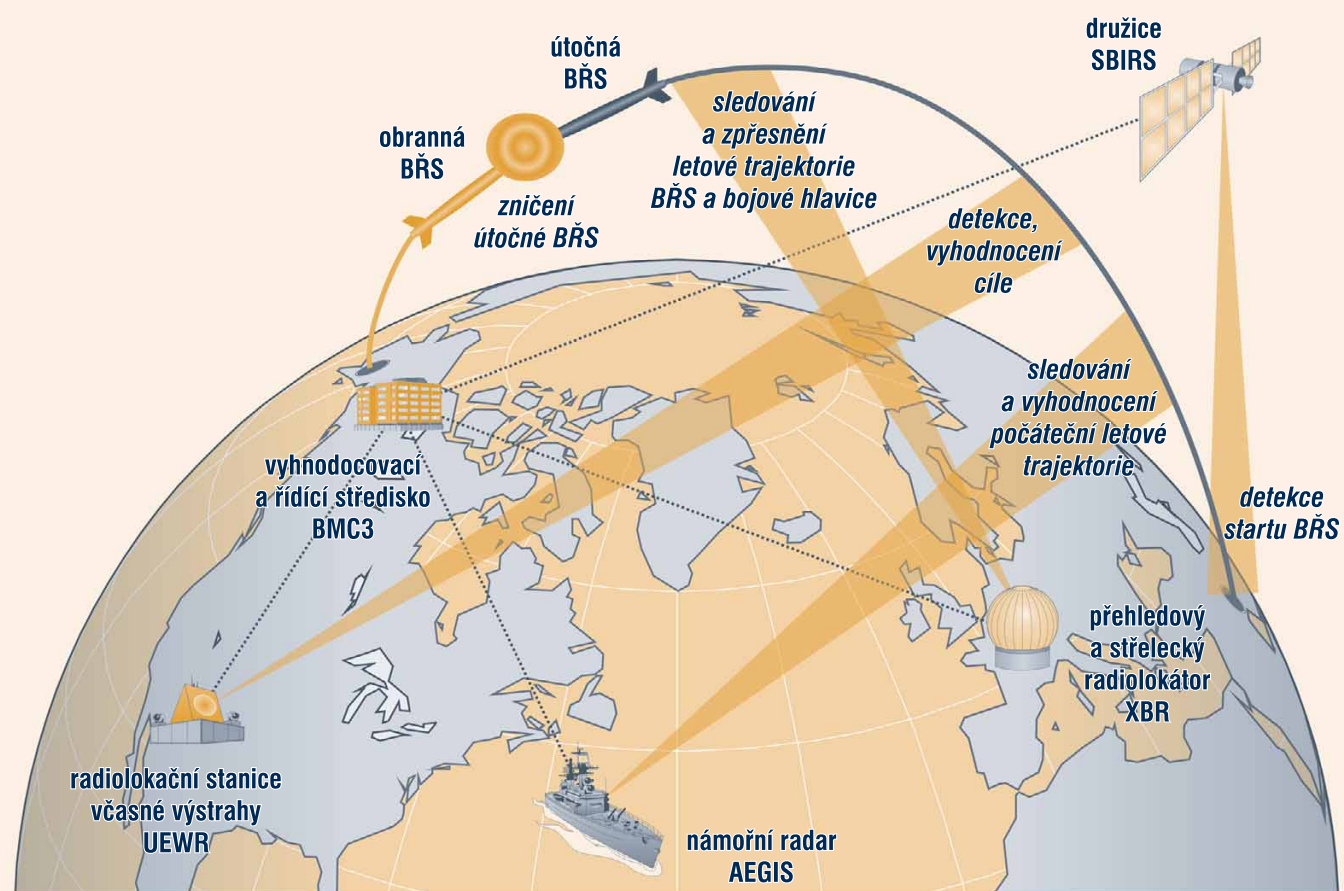 útočná
BŘS
družice
SBIRS
obranná
BŘS
sledování
a zpřesnění
letové trajektorie
BŘS a bojové hlavice
zničení
útočné BŘS
detekce,
vyhodnocení
cíle
sledování
a vyhodnocení
počáteční letové
trajektorie
vyhnodocovací
a řídící středisko
BMC3
detekce
startu BŘS
přehledový
a střelecký
radiolokátor
XBR
radiolokační stanice
včasné výstrahy
UEWR
námořní radar
AEGIS